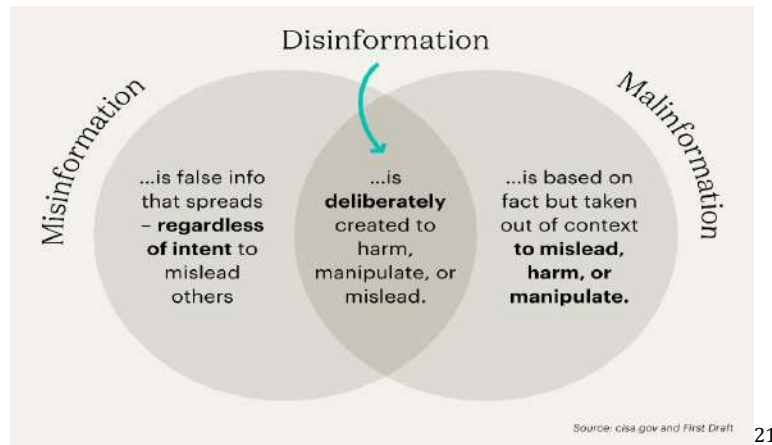 Disinformation
Misinformation
Malinformation
...is false info
that spreads
– regardless
of intent to
mislead
others
...is
deliberately
created to
harm,
manipulate, or
mislead.
...is based on
fact but taken
out of context
to mislead,
harm, or
manipulate.
Source: cisa.gov and First Draft
21